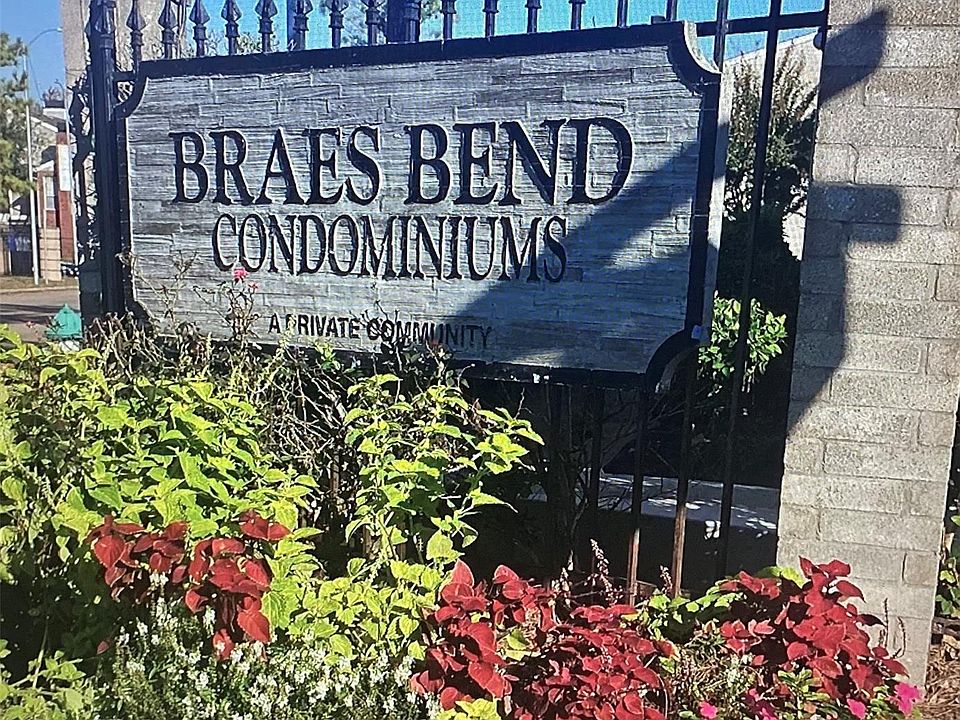 BRAES BEND
CONDOMINIUMS
A PRIVATE COMMUNITY